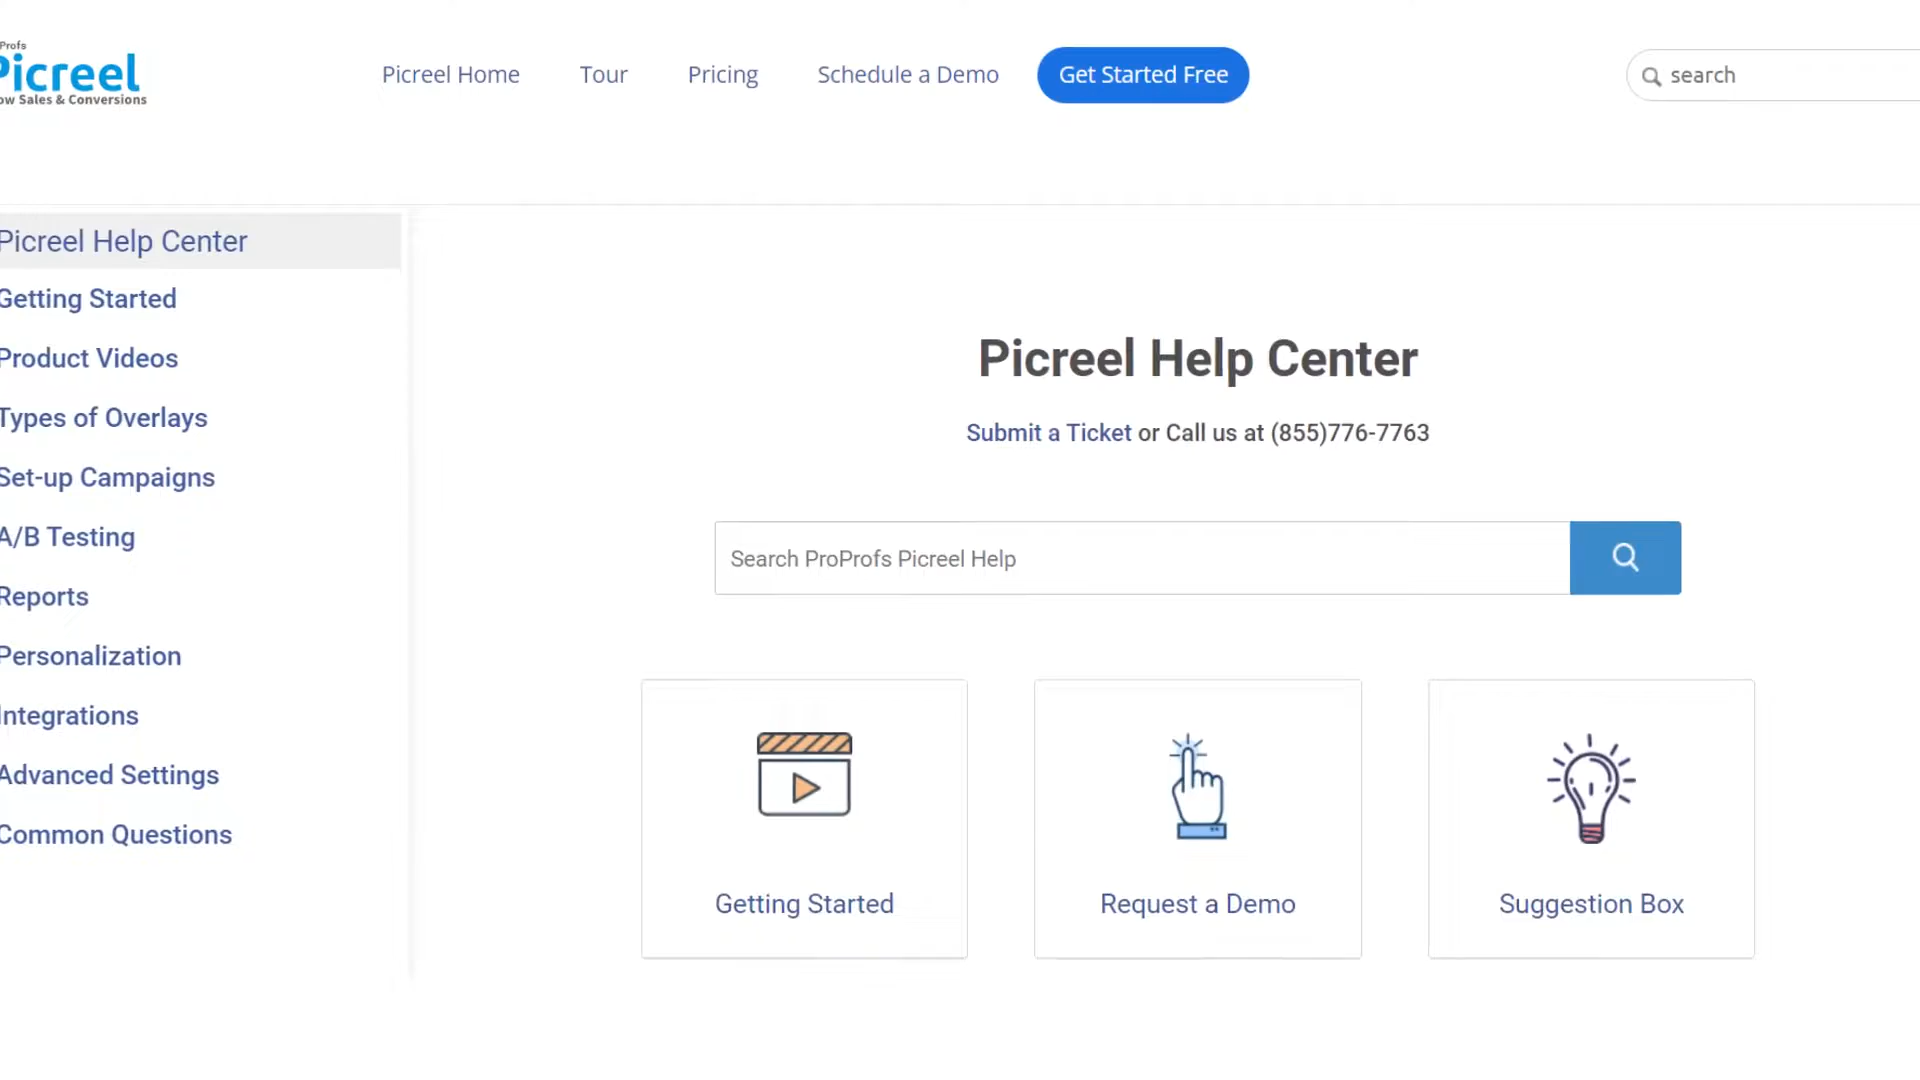 Profs
Picreel
ow Sales & Conversions
Picreel Home
Tour
Pricing
Schedule a Demo
Get Started Free
search
Picreel Help Center
Getting Started
Product Videos
Types of Overlays
Set-up Campaigns
A/B Testing
Reports
Personalization
Integrations
Advanced Settings
Common Questions
Picreel Help Center
Submit a Ticket or Call us at (855)776-7763
Search ProProfs Picreel Help
Getting Started
Request a Demo
Suggestion Box